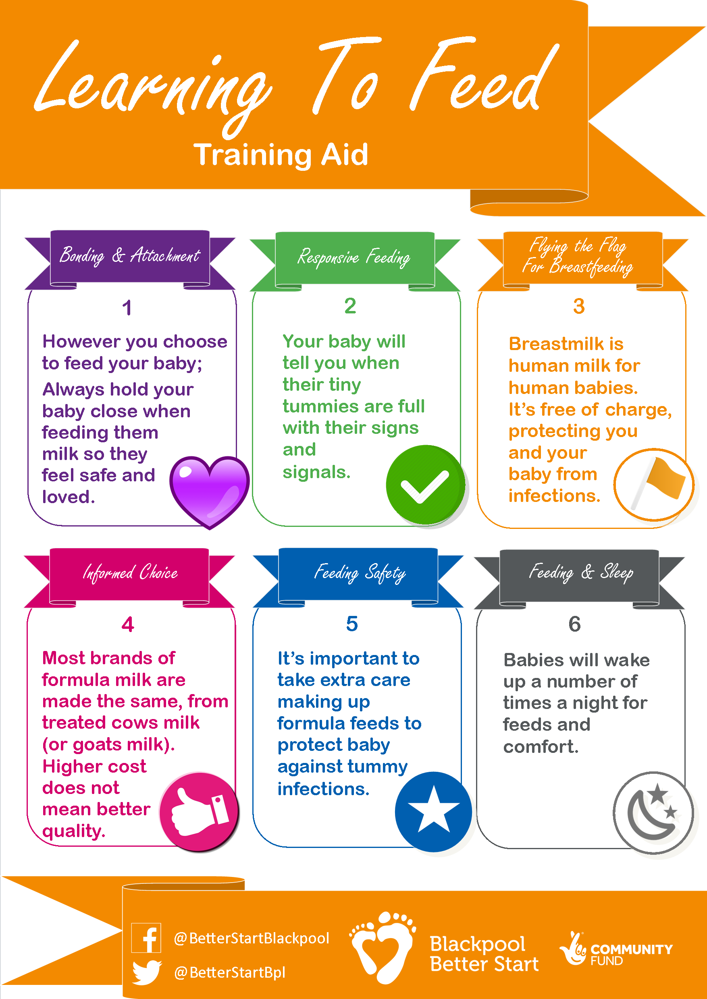 Learning To Feed
Training Aid
Bonding & Attachment
1
However you choose
to feed your baby;
Always hold your
baby close when
feeding them
milk so they
feel safe and
loved.
Responsive Feeding
2
Your baby will
tell you when
their tiny
tummies are full
with their signs
and
signals.
Flying the Flag
For Breastfeeding
3
Breastmilk is
human milk for
human babies.
It's free of charge,
protecting you
and your
baby from
infections.
Informed Choice
4
Most brands of
formula milk are
made the same, from
treated cows milk
(or goats milk).
Higher cost
does not
mean better
quality.
Feeding Safety
5
It's important to
take extra care
making up
formula feeds to
protect baby
against tummy
infections.
Feeding & Sleep
6
Babies will wake
up a number of
times a night for
feeds and
comfort.
@BetterStartBlackpool
@BetterStartBpl
Blackpool
Better Start
COMMUNITY
FUND